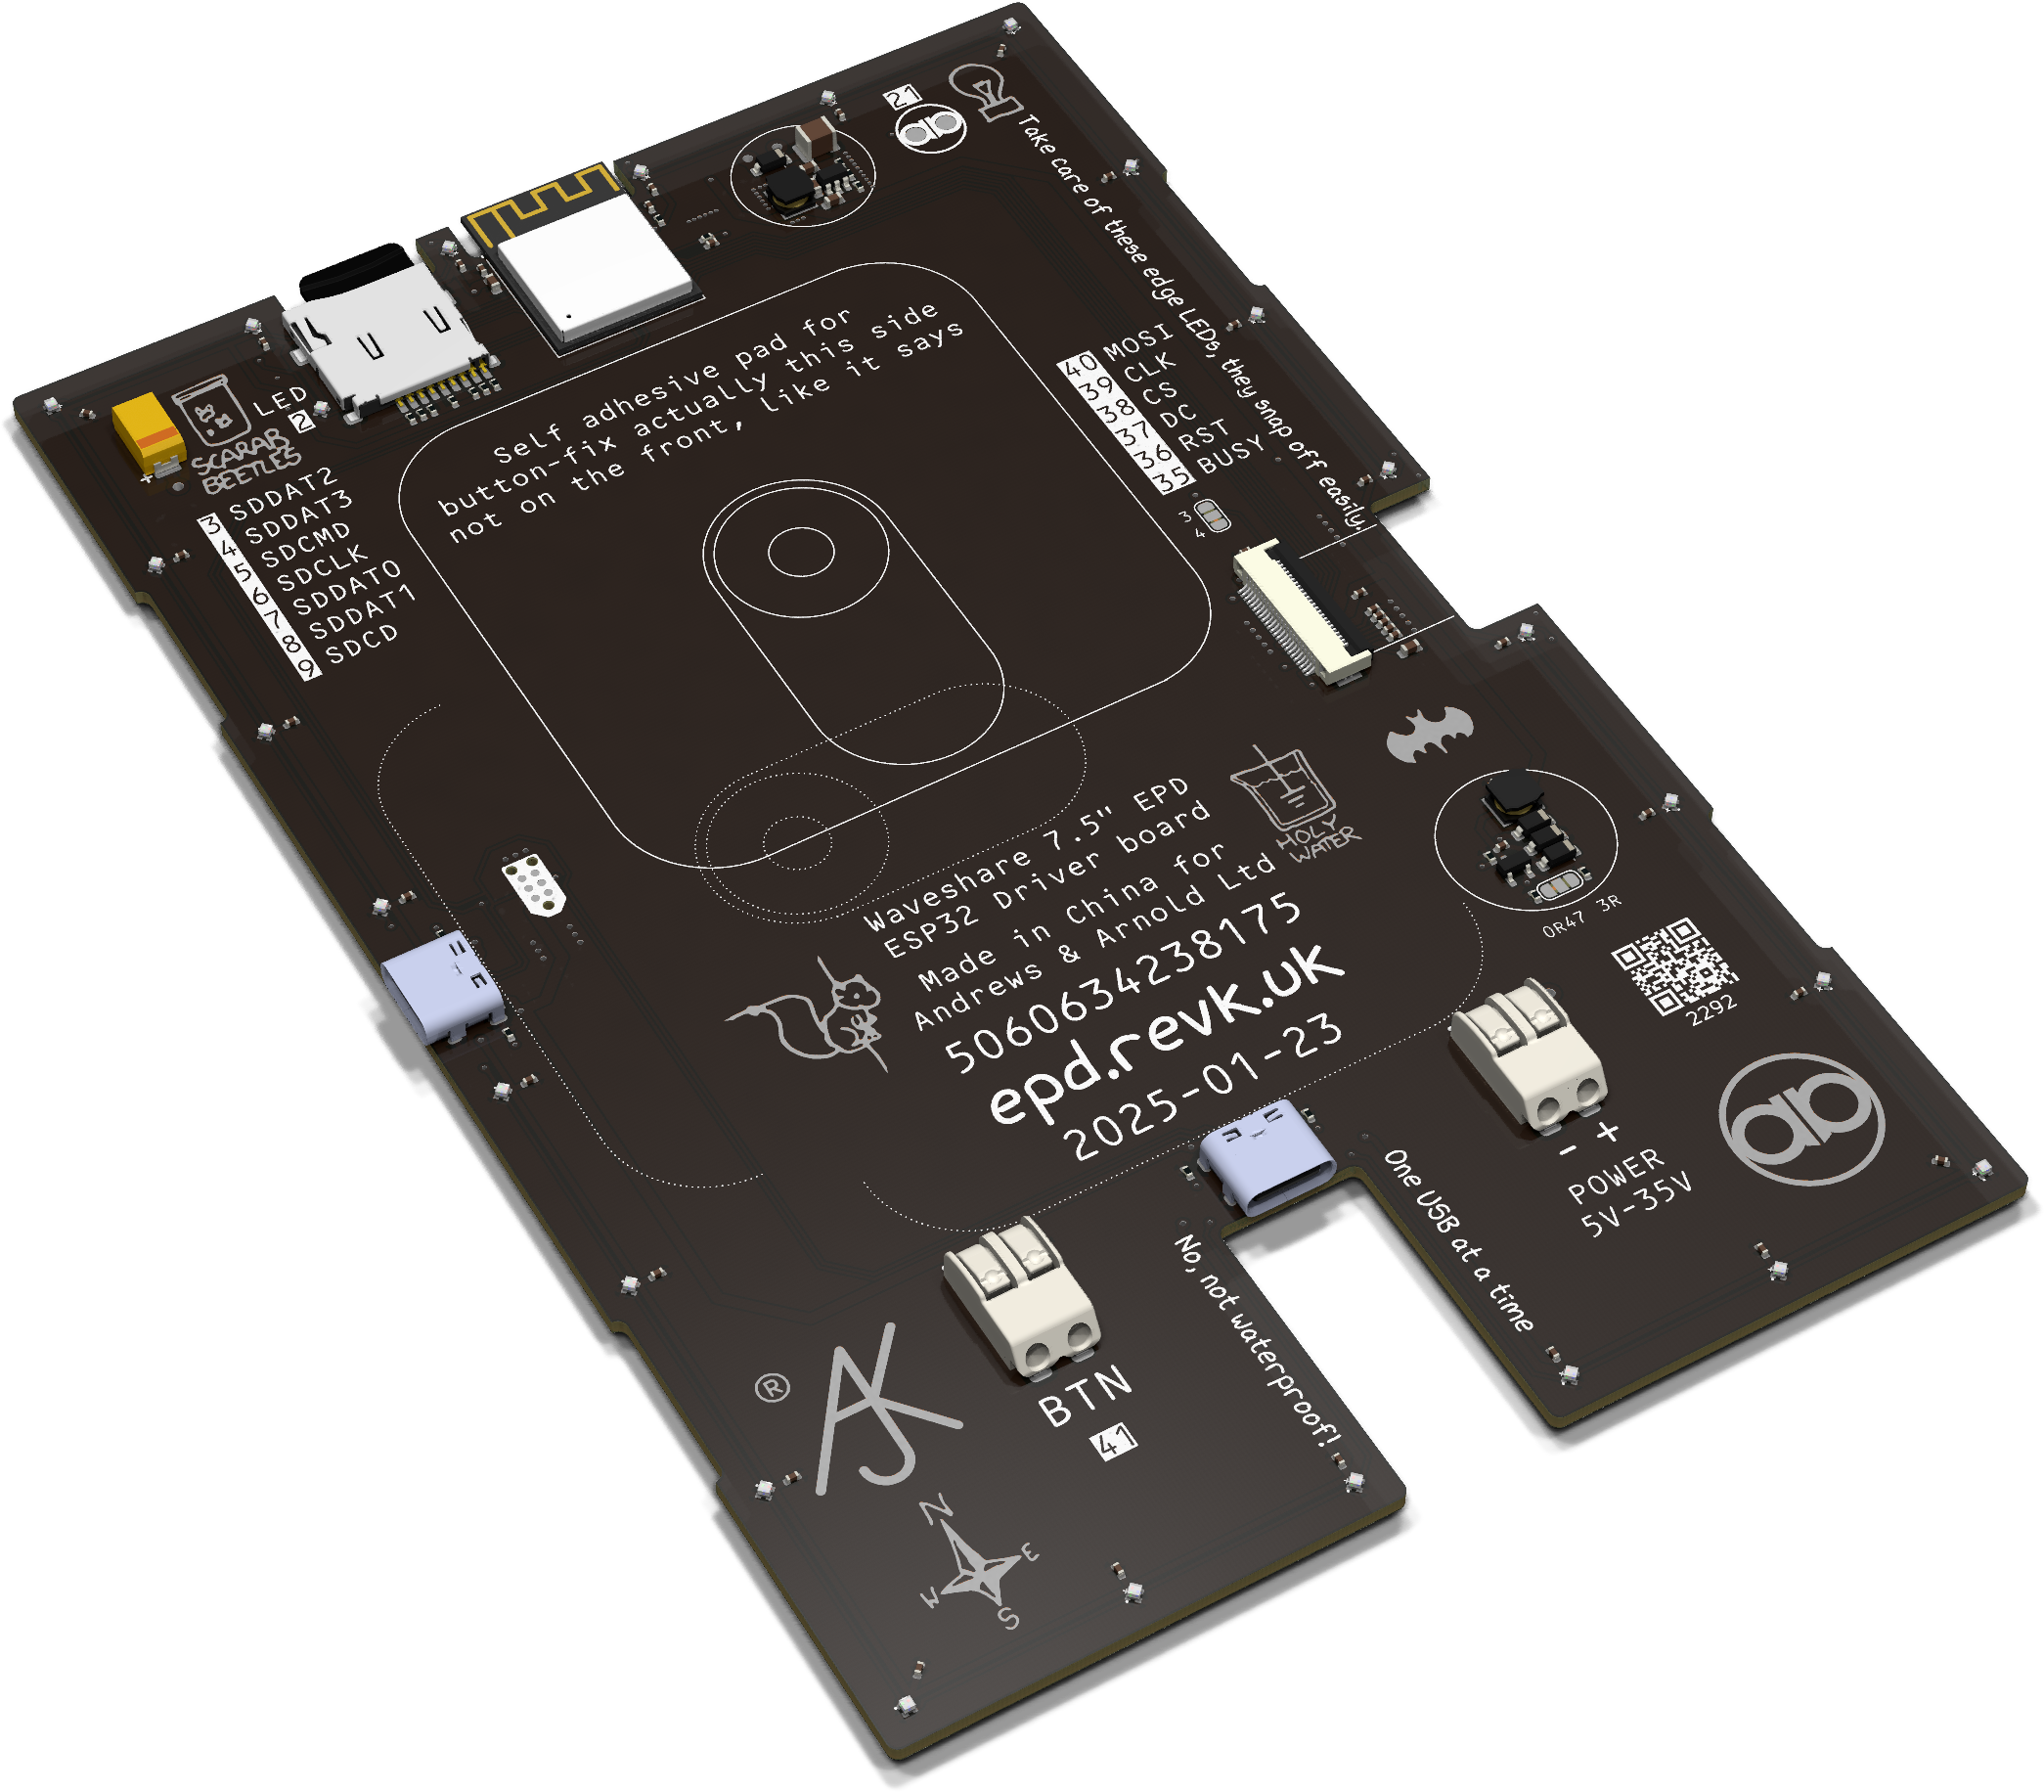 21
Take care of these edge LEDs, they snap off easily.
Self adhesive pad for
button-fix actually this side
not on the front, like it says
LED
2
SCARAB
BEETLES
+
3 SDDAT2
4 SDDAT3
5 SDCMD
6 SDCLK
7 SDDAT0
8 SDDAT1
9 SDCD
40 MOSI
39 CLK
38 CS
37 DC
36 RST
35 BUSY
3
4
HOLY
WATER
Waveshare 7.5" EPD
ESP32 Driver board
Made in China for
Andrews & Arnold Ltd
5060634238175
epd.revk.uk
2025-01-23
0R47 3R
2292
- +
POWER
5V-35V
One USB at a time
No, not waterproof!
BTN
41
®
AJK
N
E
S
W